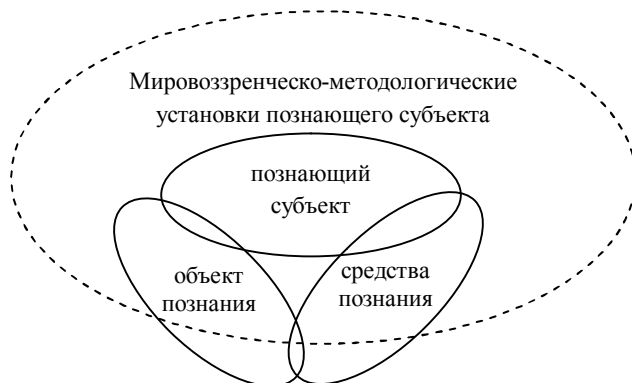 Мировоззренческо-методологические
установки познающего субъекта
познающий
субъект
объект
познания
средства
познания